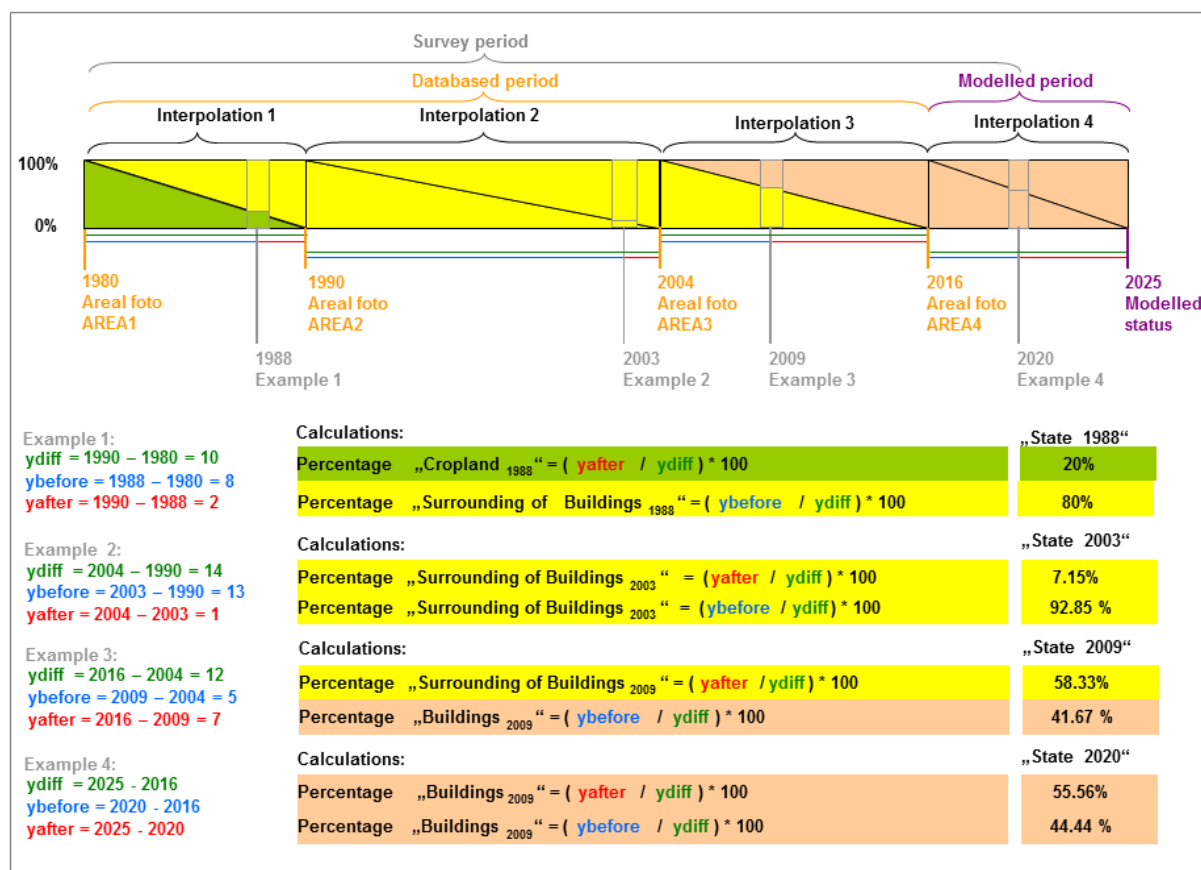 Survey period
Databased period
Modelled period
Interpolation 1
Interpolation 2
Interpolation 3
Interpolation 4
100%
0%
1980
Areal foto
AREA1
1990
Areal foto
AREA2
2004
Areal foto
AREA3
2016
Areal foto
AREA4
2025
Modelled
status
1988
Example 1
2003
Example 2
2009
Example 3
2020
Example 4
Example 1:
ydiff = 1990 – 1980 = 10
ybefore = 1988 – 1980 = 8
yafter = 1990 – 1988 = 2
Calculations:
„State 1988“
Percentage „Cropland 1988“ = ( yafter / ydiff ) * 100 20%
Percentage „Surrounding of Buildings 1988“ = ( ybefore / ydiff ) * 100 80%
Example 2:
ydiff = 2004 – 1990 = 14
ybefore = 2003 – 1990 = 13
yafter = 2004 – 2003 = 1
Calculations:
„State 2003“
Percentage „Surrounding of Buildings 2003 “ = (yafter / ydiff) * 100 7.15%
Percentage „Surrounding of Buildings 2003 “ = (ybefore / ydiff) * 100 92.85 %
Example 3:
ydiff = 2016 – 2004 = 12
ybefore = 2009 – 2004 = 5
yafter = 2016 – 2009 = 7
Calculations:
„State 2009“
Percentage „Surrounding of Buildings 2009 “ = ( yafter / ydiff ) * 100 58.33%
Percentage „Buildings 2009“ = ( ybefore / ydiff ) * 100 41.67 %
Example 4:
ydiff = 2025 - 2016
ybefore = 2020 - 2016
yafter = 2025 - 2020
Calculations:
„State 2020“
Percentage „Buildings 2009“ = ( yafter / ydiff ) * 100 55.56%
Percentage „Buildings 2009“ = ( ybefore / ydiff ) * 100 44.44 %